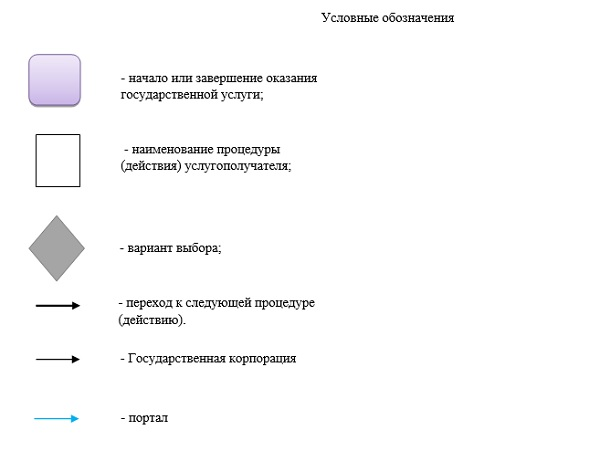 Условные обозначения
- начало или завершение оказания
государственной услуги;
- наименование процедуры
(действия) услугополучателя;
- вариант выбора;
- переход к следующей процедуре
(действию).
- Государственная корпорация
- портал